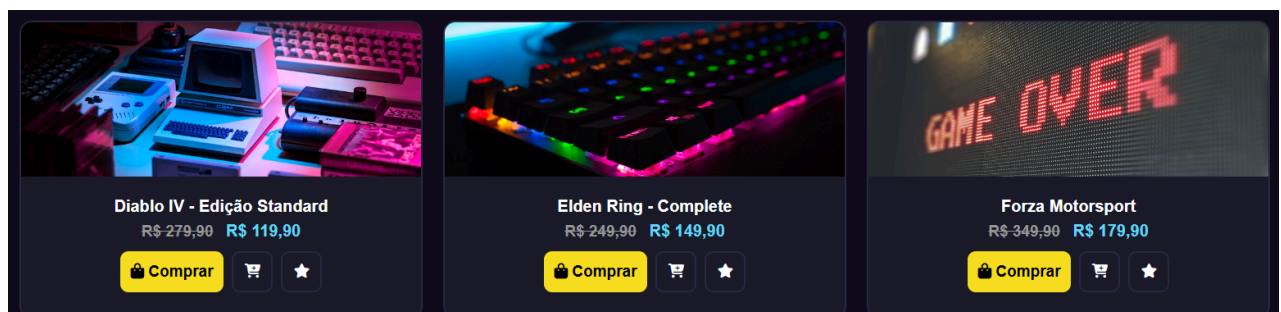 GAME OVER
Diablo IV - Edição Standard
R$ 279,90 R$ 119,90
Comprar
Elden Ring - Complete
R$ 249,90 R$ 149,90
Comprar
Forza Motorsport
R$ 349,90 R$ 179,90
Comprar